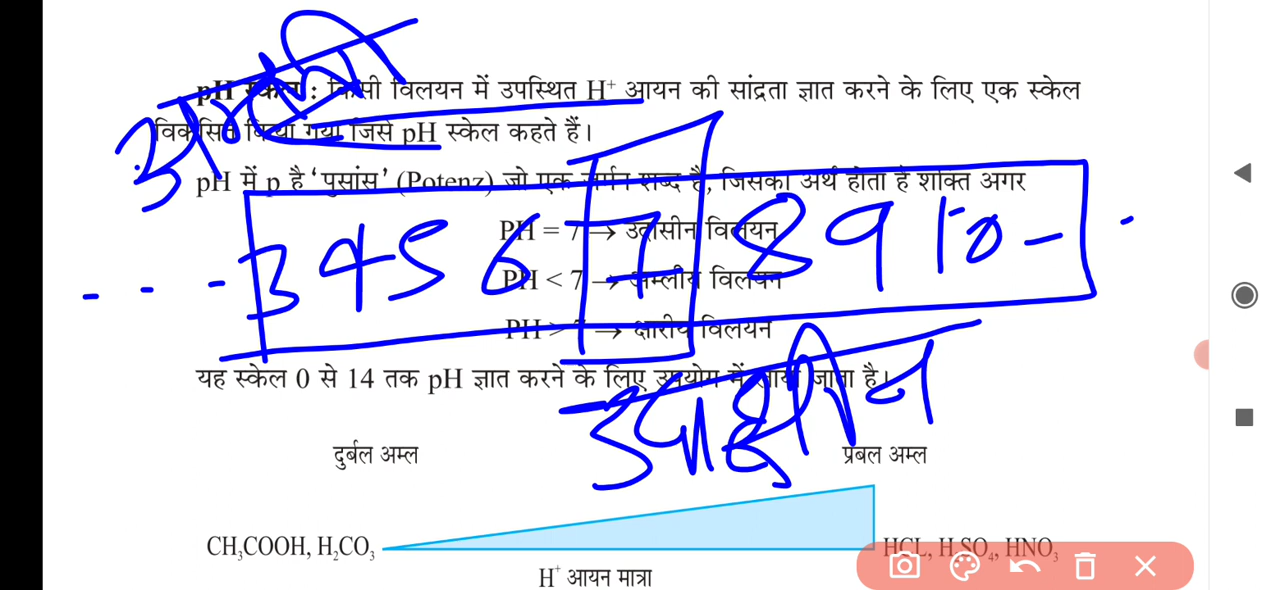 pH स्केल : किसी विलयन में उपस्थित H⁺ आयन की सांद्रता ज्ञात करने के लिए एक स्केल
विकसित किया गया जिसे pH स्केल कहते हैं।
pH में p है ‘पुसांस’ (Potenz) जो एक जर्मन शब्द है, जिसका अर्थ होता है शक्ति अगर
3 4 5 6 7 8 9 10 -
PH = 7 → उदासीन विलयन
PH < 7 → अम्लीय विलयन
PH > 7 → क्षारीय विलयन
यह स्केल 0 से 14 तक pH ज्ञात करने के लिए उपयोग में लाया जाता है।
दुर्बल अम्ल प्रबल अम्ल
CH₃COOH, H₂CO₃ HCL, H₂SO₄, HNO₃
H⁺ आयन मात्रा